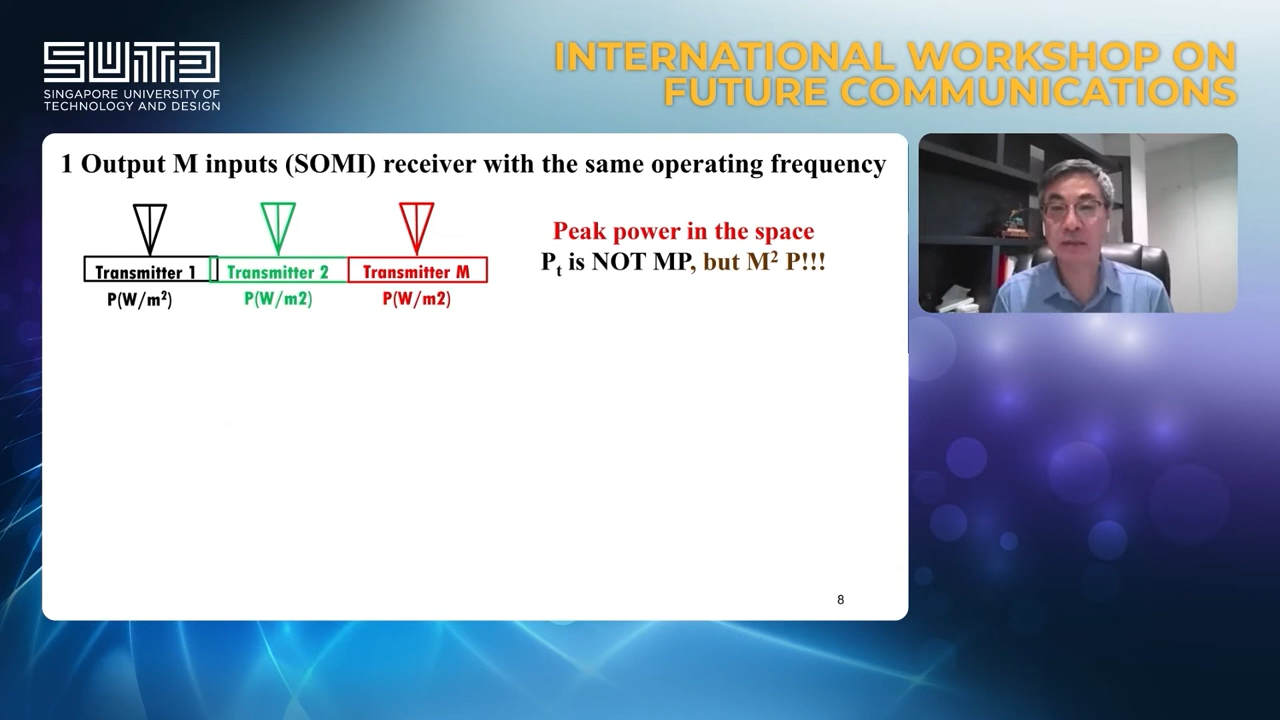 SUTD
SINGAPORE UNIVERSITY OF
TECHNOLOGY AND DESIGN
INTERNATIONAL WORKSHOP ON
FUTURE COMMUNICATIONS
1 Output M inputs (SOMI) receiver with the same operating frequency
Transmitter 1
Transmitter 2
Transmitter M
P(W/m²)
P(W/m2)
P(W/m2)
Peak power in the space
Pₜ is NOT MP, but M² P!!!
8